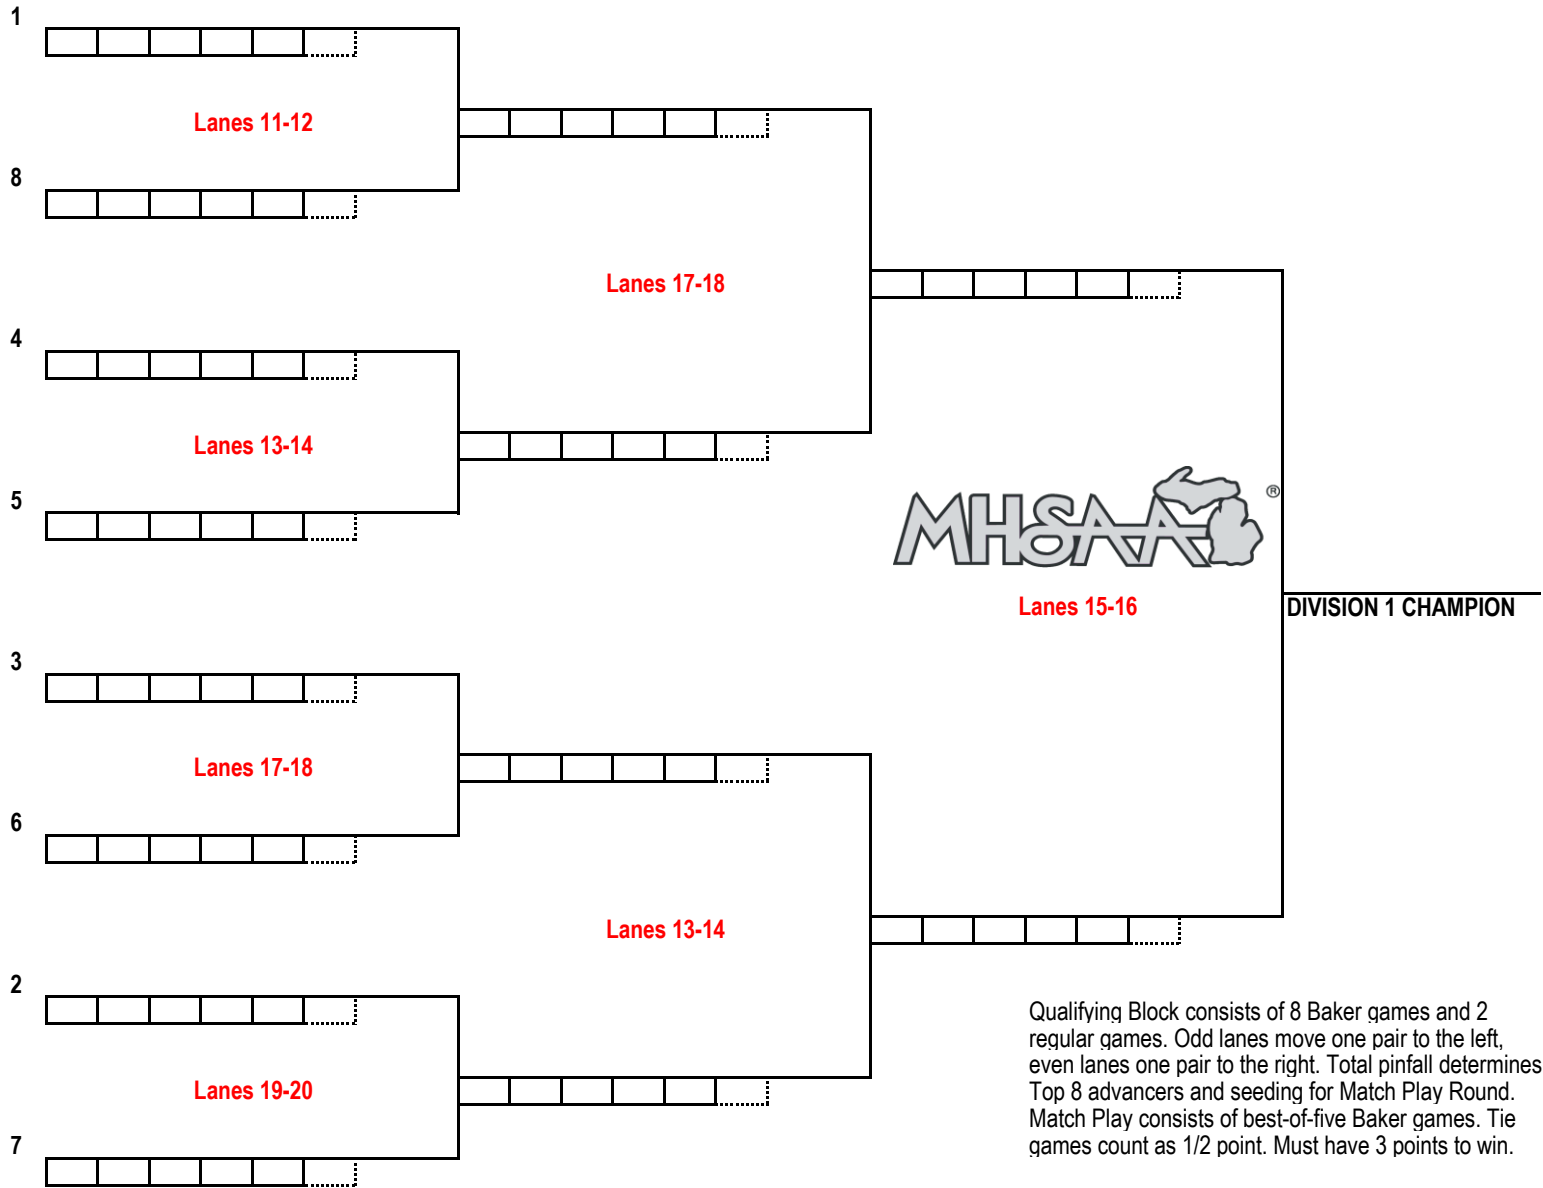 1
Lanes 11-12
8
Lanes 17-18
4
Lanes 13-14
5
MHSAA ®
Lanes 15-16
DIVISION 1 CHAMPION
3
Lanes 17-18
6
Lanes 13-14
2
Lanes 19-20
7
Qualifying Block consists of 8 Baker games and 2
regular games. Odd lanes move one pair to the left,
even lanes one pair to the right. Total pinfall determines
Top 8 advancers and seeding for Match Play Round.
Match Play consists of best-of-five Baker games. Tie
games count as 1/2 point. Must have 3 points to win.